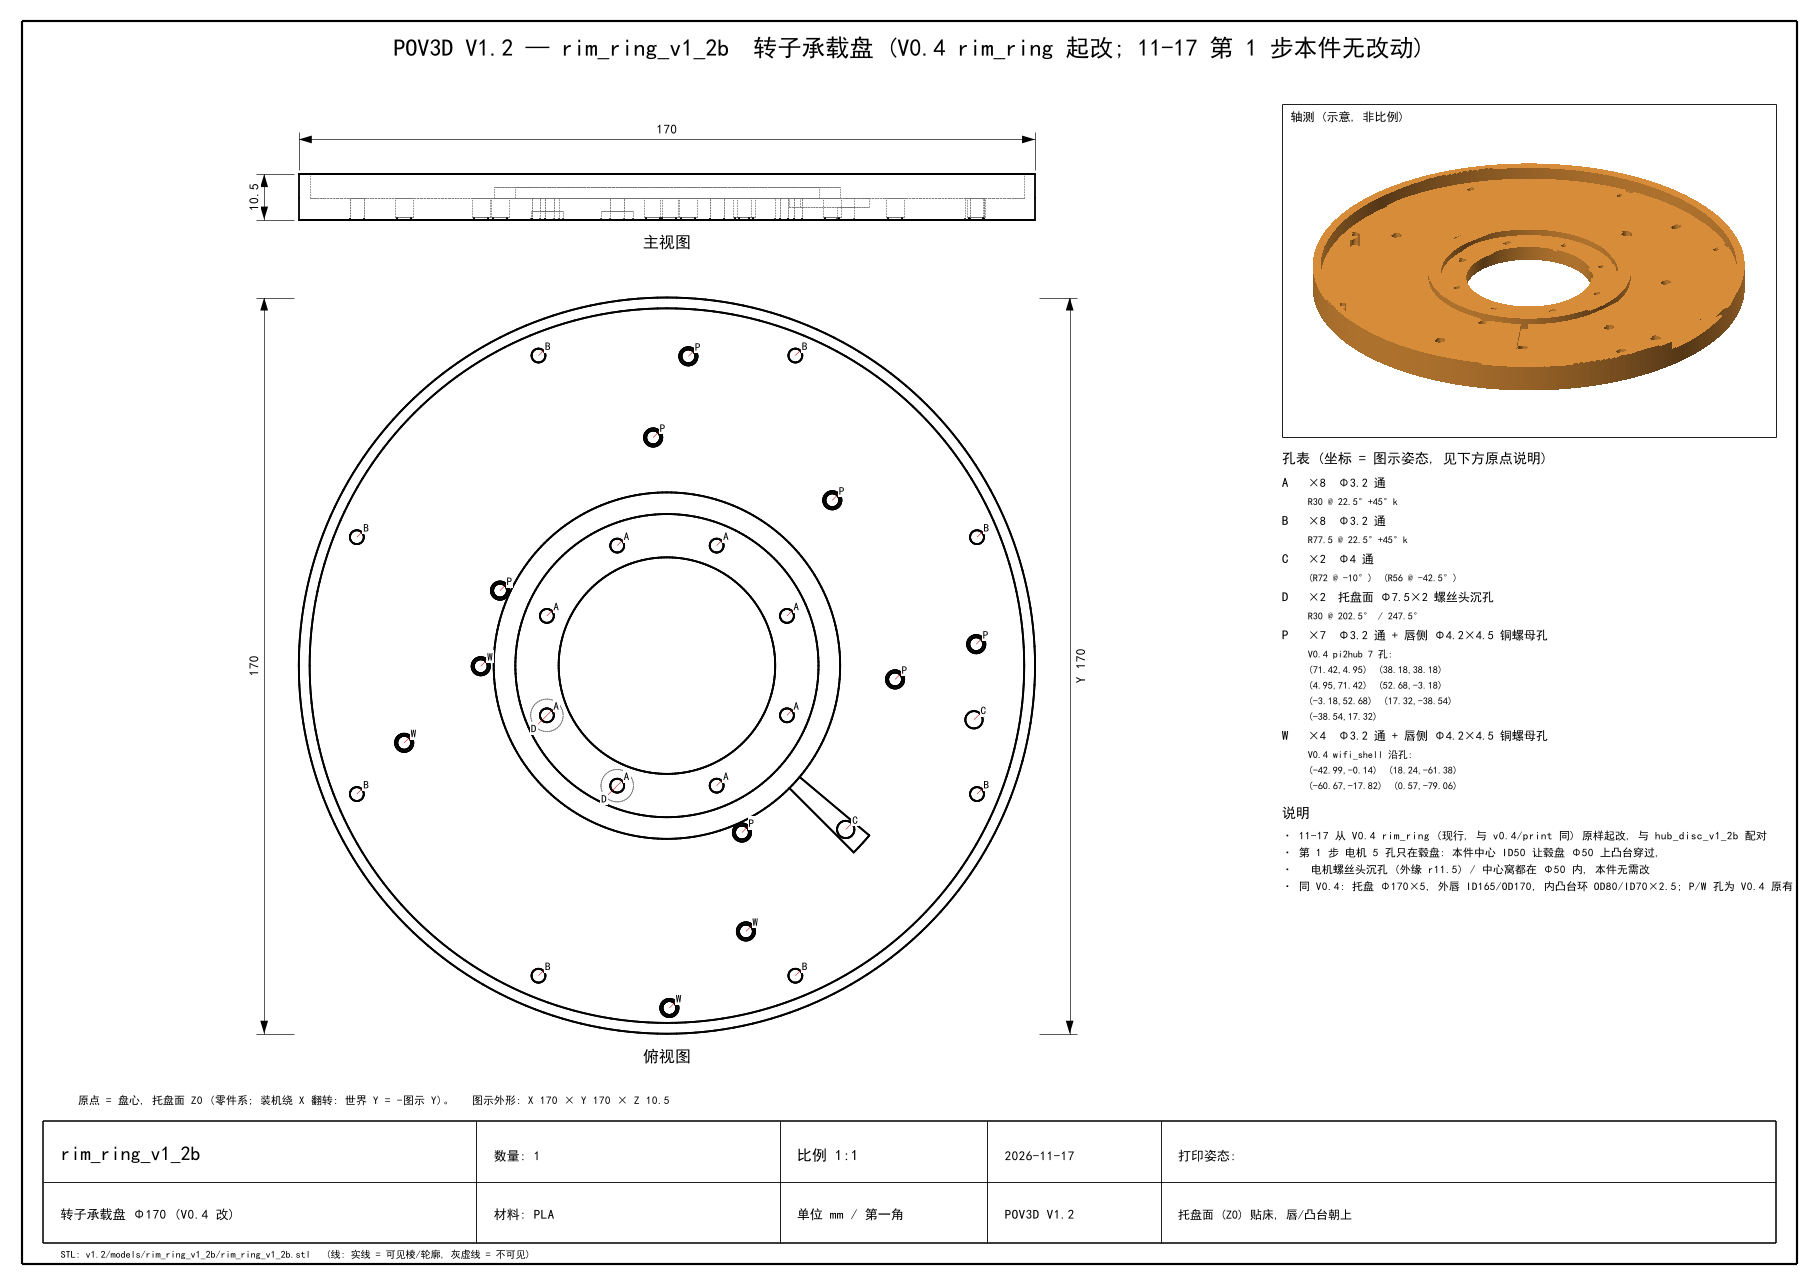 POV3D V1.2 — rim_ring_v1_2b 转子承载盘 (V0.4 rim_ring 起改; 11-17 第 1 步本件无改动)
170
10.5
主视图
170
Y 170
B
P
B
P
P
B
B
A
A
P
A
A
P
W
P
A
A
C
D
W
A
A
B
B
D
P
C
W
B
B
W
俯视图
轴测 (示意, 非比例)
孔表 (坐标 = 图示姿态, 见下方原点说明)
A ×8 Φ3.2 通
R30 @ 22.5° +45° k
B ×8 Φ3.2 通
R77.5 @ 22.5° +45° k
C ×2 Φ4 通
(R72 @ -10° ) (R56 @ -42.5° )
D ×2 托盘面 Φ7.5×2 螺丝头沉孔
R30 @ 202.5° / 247.5°
P ×7 Φ3.2 通 + 唇侧 Φ4.2×4.5 铜螺母孔
V0.4 pi2hub 7 孔:
(71.42,4.95) (38.18,38.18)
(4.95,71.42) (52.68,-3.18)
(-3.18,52.68) (17.32,-38.54)
(-38.54,17.32)
W ×4 Φ3.2 通 + 唇侧 Φ4.2×4.5 铜螺母孔
V0.4 wifi_shell 沿孔:
(-42.99,-0.14) (18.24,-61.38)
(-60.67,-17.82) (0.57,-79.06)
说明
· 11-17 从 V0.4 rim_ring (现行, 与 v0.4/print 同) 原样起改, 与 hub_disc_v1_2b 配对
· 第 1 步 电机 5 孔只在毂盘: 本件中心 ID50 让毂盘 Φ50 上凸台穿过,
· 电机螺丝头沉孔 (外缘 r11.5) / 中心窝都在 Φ50 内, 本件无需改
· 同 V0.4: 托盘 Φ170×5, 外唇 ID165/OD170, 内凸台环 OD80/ID70×2.5; P/W 孔为 V0.4 原有
原点 = 盘心, 托盘面 Z0 (零件系; 装机绕 X 翻转: 世界 Y = -图示 Y)。 图示外形: X 170 × Y 170 × Z 10.5
rim_ring_v1_2b
数量: 1
比例 1:1
2026-11-17
打印姿态:
转子承载盘 Φ170 (V0.4 改)
材料: PLA
单位 mm / 第一角
POV3D V1.2
托盘面 (Z0) 贴床, 唇/凸台朝上
STL: v1.2/models/rim_ring_v1_2b/rim_ring_v1_2b.stl (线: 实线 = 可见棱/轮廓, 灰虚线 = 不可见)